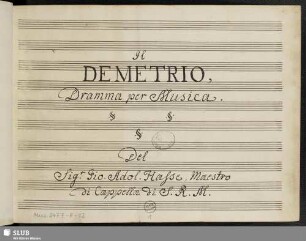 Il
DEMETRIO,
Dramma per Musica.
§ §
§
Del
Sig.r Gio. Adol. Hasse, Maestro
di Cappella di S. R. M.
SLUB